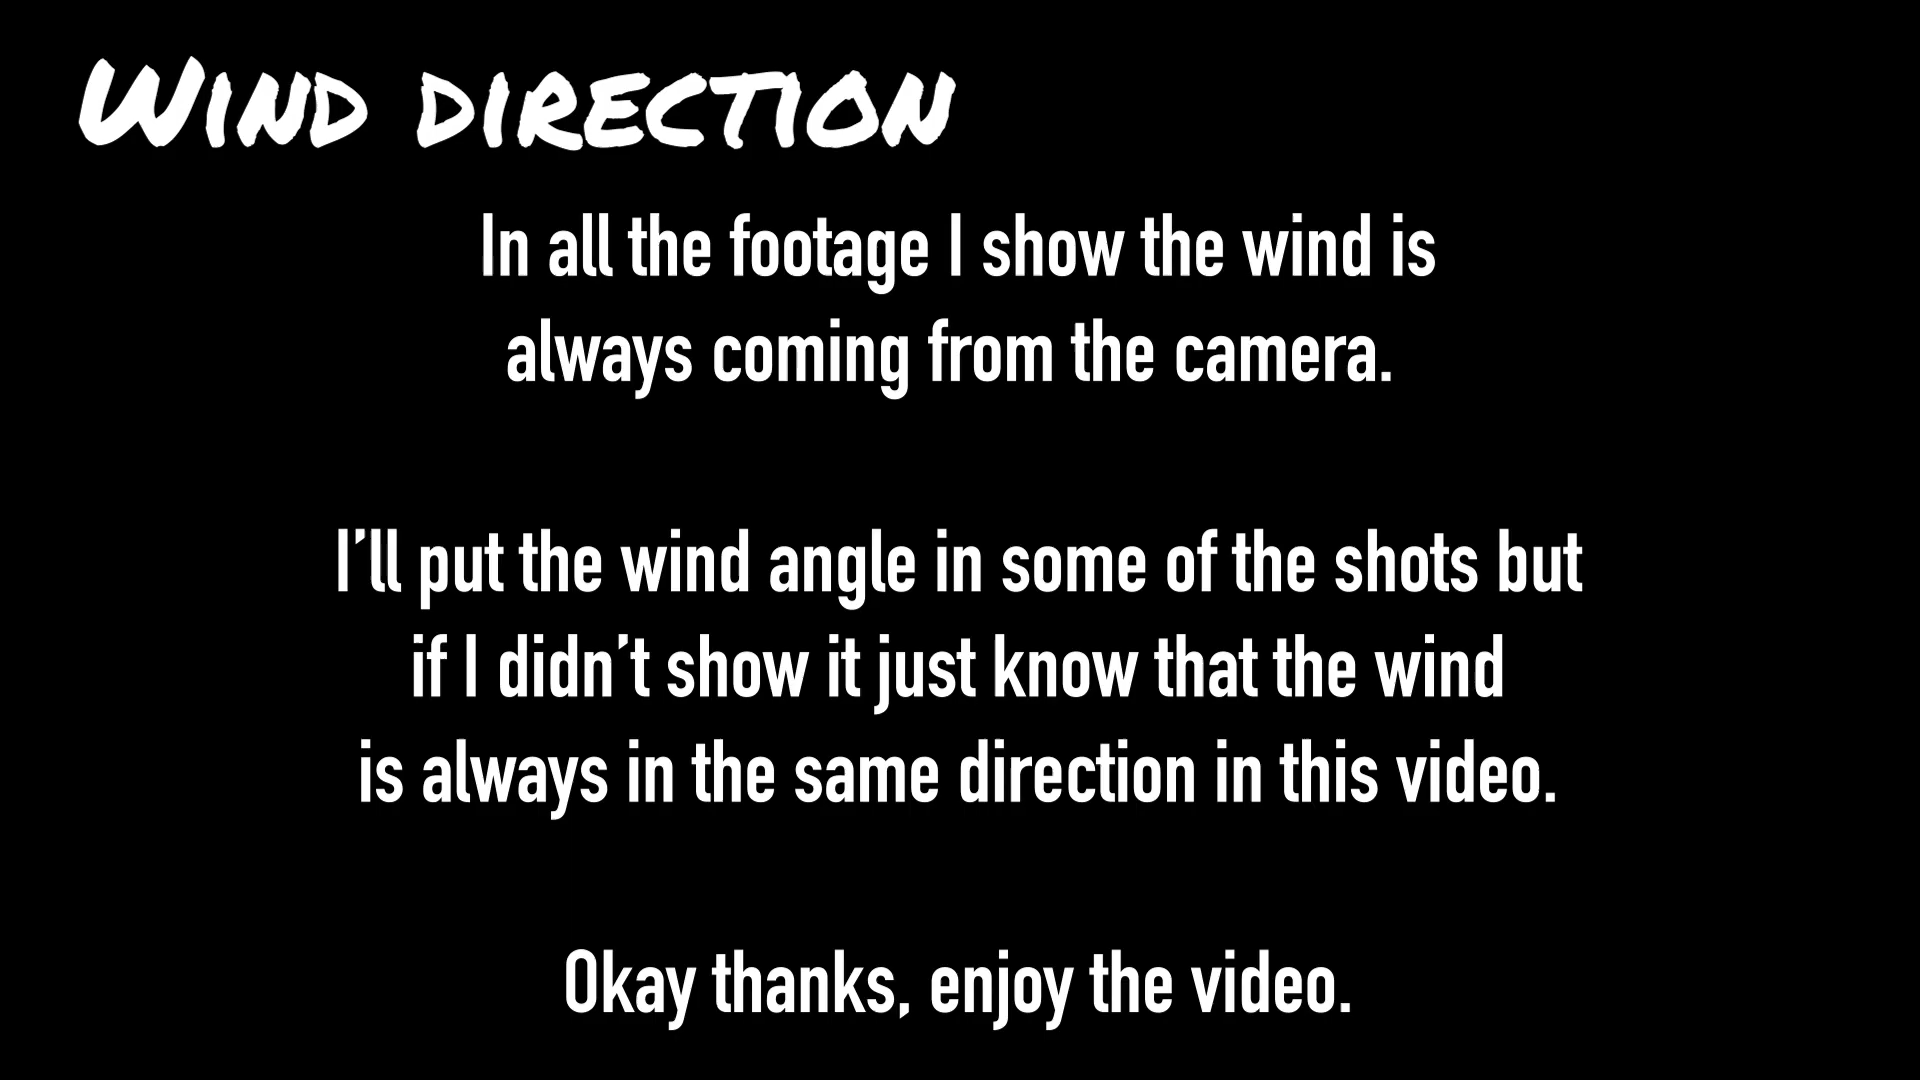 Wind direction
In all the footage I show the wind is
always coming from the camera.
I’ll put the wind angle in some of the shots but
if I didn’t show it just know that the wind
is always in the same direction in this video.
Okay thanks, enjoy the video.